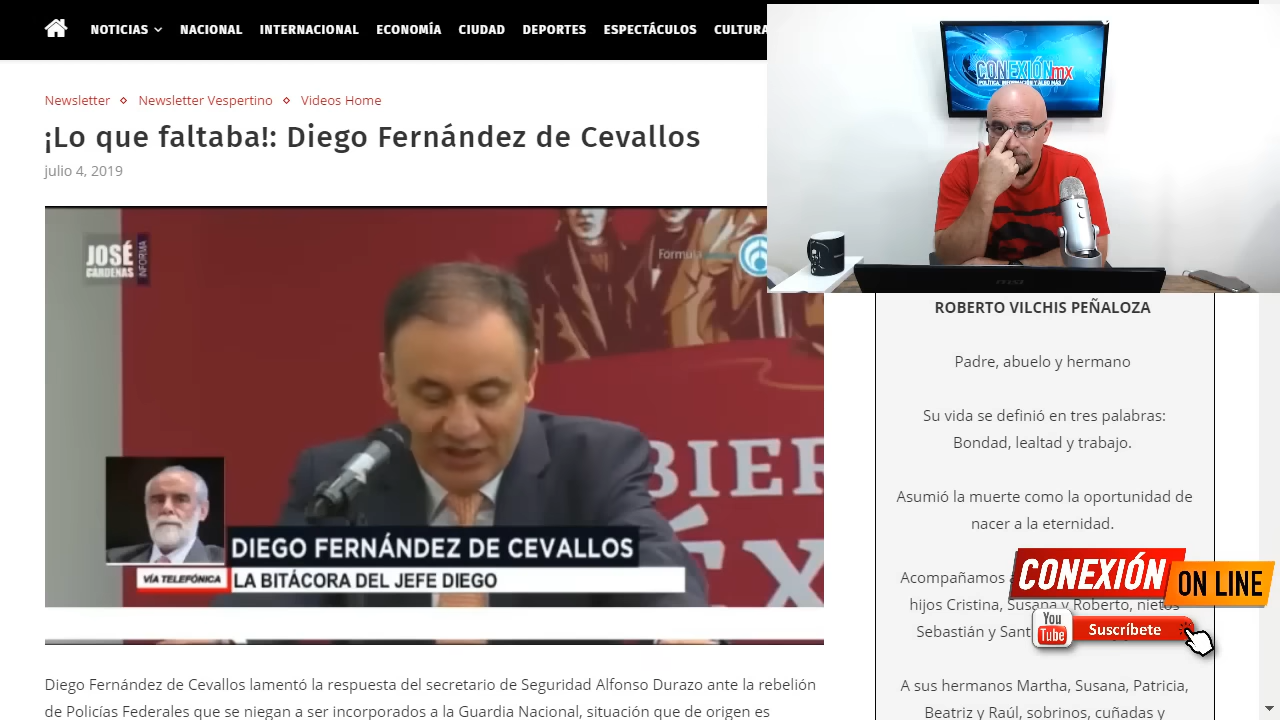 NOTICIAS NACIONAL INTERNACIONAL ECONOMÍA CIUDAD DEPORTES ESPECTÁCULOS CULTURA
Newsletter Newsletter Vespertino Videos Home
¡Lo que faltaba!: Diego Fernández de Cevallos
julio 4, 2019
CONEXIÓN mx
JOSÉ
CÁRDENAS
INFORMA
Formula
BIER
ÉX
VÍA TELEFÓNICA
DIEGO FERNÁNDEZ DE CEVALLOS
LA BITÁCORA DEL JEFE DIEGO
Diego Fernández de Cevallos lamentó la respuesta del secretario de Seguridad Alfonso Durazo ante la rebelión
de Policías Federales que se niegan a ser incorporados a la Guardia Nacional, situación que de origen es
ROBERTO VILCHIS PEÑALOZA
Padre, abuelo y hermano
Su vida se definió en tres palabras:
Bondad, lealtad y trabajo.
Asumió la muerte como la oportunidad de
nacer a la eternidad.
Acompañamos
hijos Cristina, Susana y Roberto, nietos
Sebastián y Sant
A sus hermanos Martha, Susana, Patricia,
Beatriz y Raúl, sobrinos, cuñadas y
CONEXIÓN ON LINE
You Tube Suscríbete